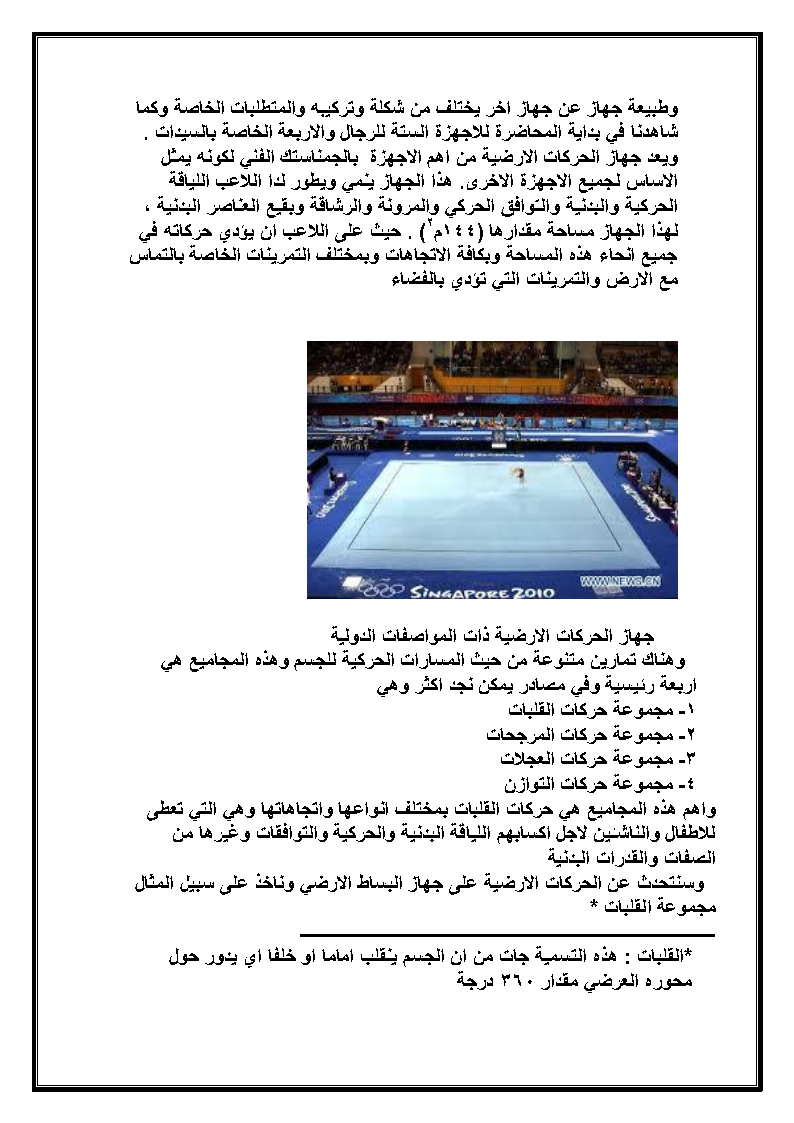 وطبيعة جهاز عن جهاز اخر يختلف من شكلة وتركيبه والمتطلبات الخاصة وكما
شاهدنا في بداية المحاضرة للاجهزة الستة للرجال والاربعة الخاصة بالسيدات .
ويعد جهاز الحركات الارضية من اهم الاجهزة بالجمناستك الفني لكونه يمثل
الاساس لجميع الاجهزة الاخرى. هذا الجهاز ينمي ويطور لدا اللاعب اللياقة
الحركية والبدنية والتوافق الحركي والمرونة والرشاقة وبقيع العناصر البدنية ،
لهذا الجهاز مساحة مقدارها (١٤٤م٢) . حيث على اللاعب ان يؤدي حركاته في
جميع انحاء هذه المساحة وبكافة الاتجاهات وبمختلف التمرينات الخاصة بالتماس
مع الارض والتمرينات التي تؤدي بالفضاء
WWW.NEWS.CN
SINGAPORE 2010
جهاز الحركات الارضية ذات المواصفات الدولية
وهناك تمارين متنوعة من حيث المسارات الحركية للجسم وهذه المجاميع هي
اربعة رئيسية وفي مصادر يمكن نجد اكثر وهي
١- مجموعة حركات القلبات
٢- مجموعة حركات المرجحات
٣- مجموعة حركات العجلات
٤- مجموعة حركات التوازن
واهم هذه المجاميع هي حركات القلبات بمختلف انواعها واتجاهاتها وهي التي تعطى
للاطفال والناشئين لاجل اكسابهم اللياقة البدنية والحركية والتوافقات وغيرها من
الصفات والقدرات البدنية
وسنتحدث عن الحركات الارضية على جهاز البساط الارضي وناخذ على سبيل المثال
مجموعة القلبات *
*القلبات : هذه التسمية جات من ان الجسم ينقلب اماما او خلفا اي يدور حول
محوره العرضي مقدار ٣٦٠ درجة